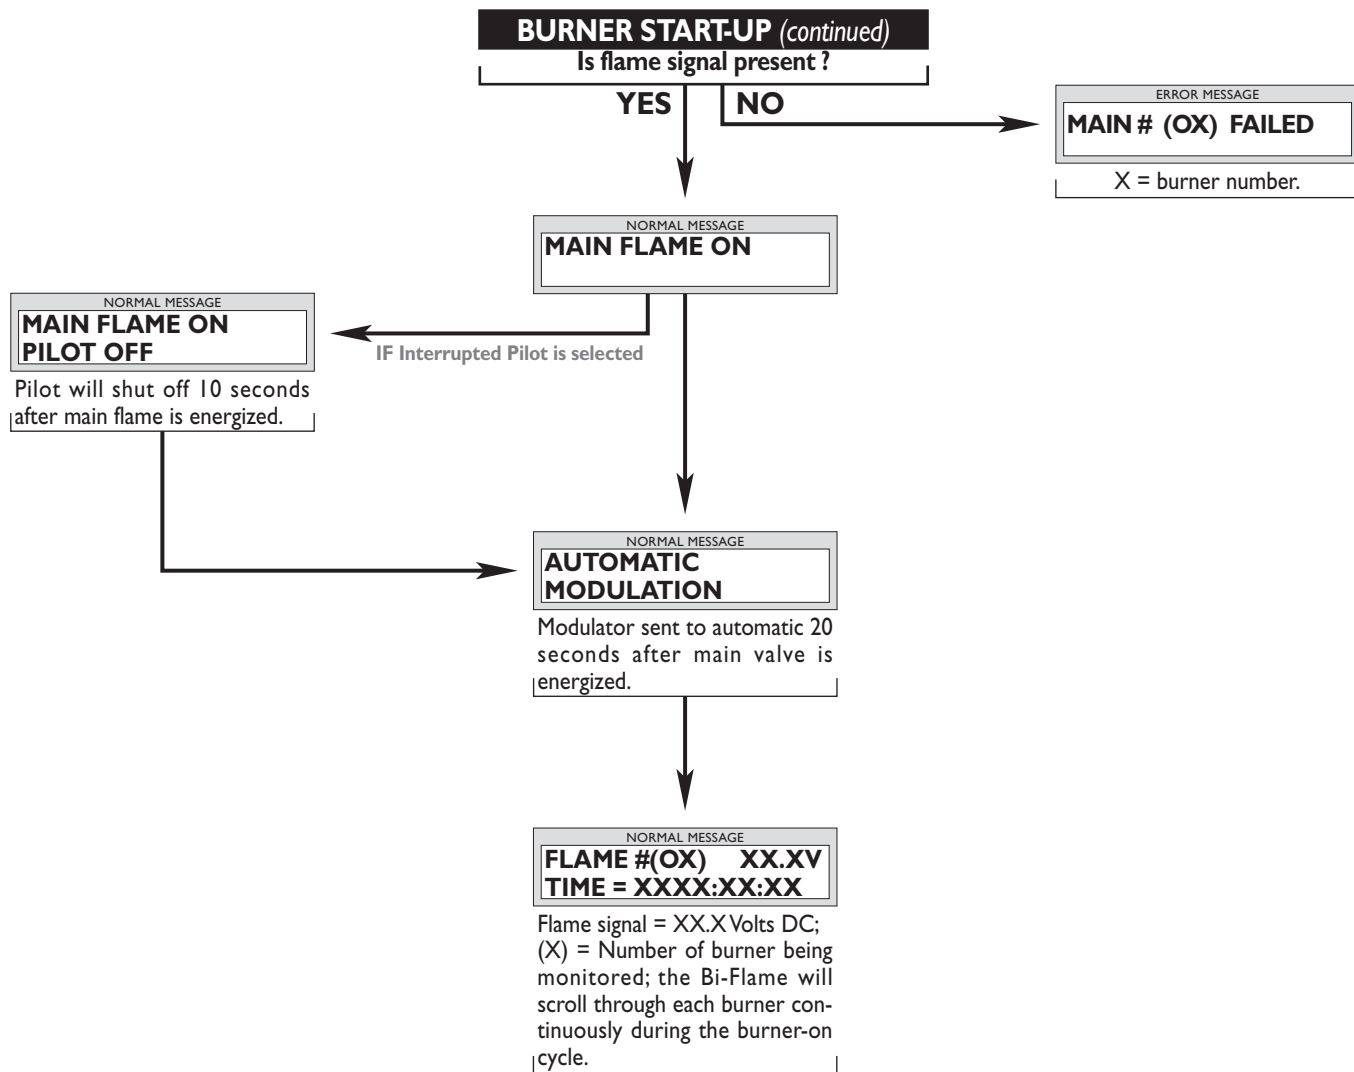 BURNER START-UP (continued)
Is flame signal present ?
YES
NO
ERROR MESSAGE
MAIN # (OX) FAILED
X = burner number.
NORMAL MESSAGE
MAIN FLAME ON
NORMAL MESSAGE
MAIN FLAME ON
PILOT OFF
IF Interrupted Pilot is selected
Pilot will shut off 10 seconds
after main flame is energized.
NORMAL MESSAGE
AUTOMATIC
MODULATION
Modulator sent to automatic 20
seconds after main valve is
energized.
NORMAL MESSAGE
FLAME #(OX) XX.XV
TIME = XXXX:XX:XX
Flame signal = XX.X Volts DC;
(X) = Number of burner being
monitored; the Bi-Flame will
scroll through each burner con-
tinuously during the burner-on
cycle.